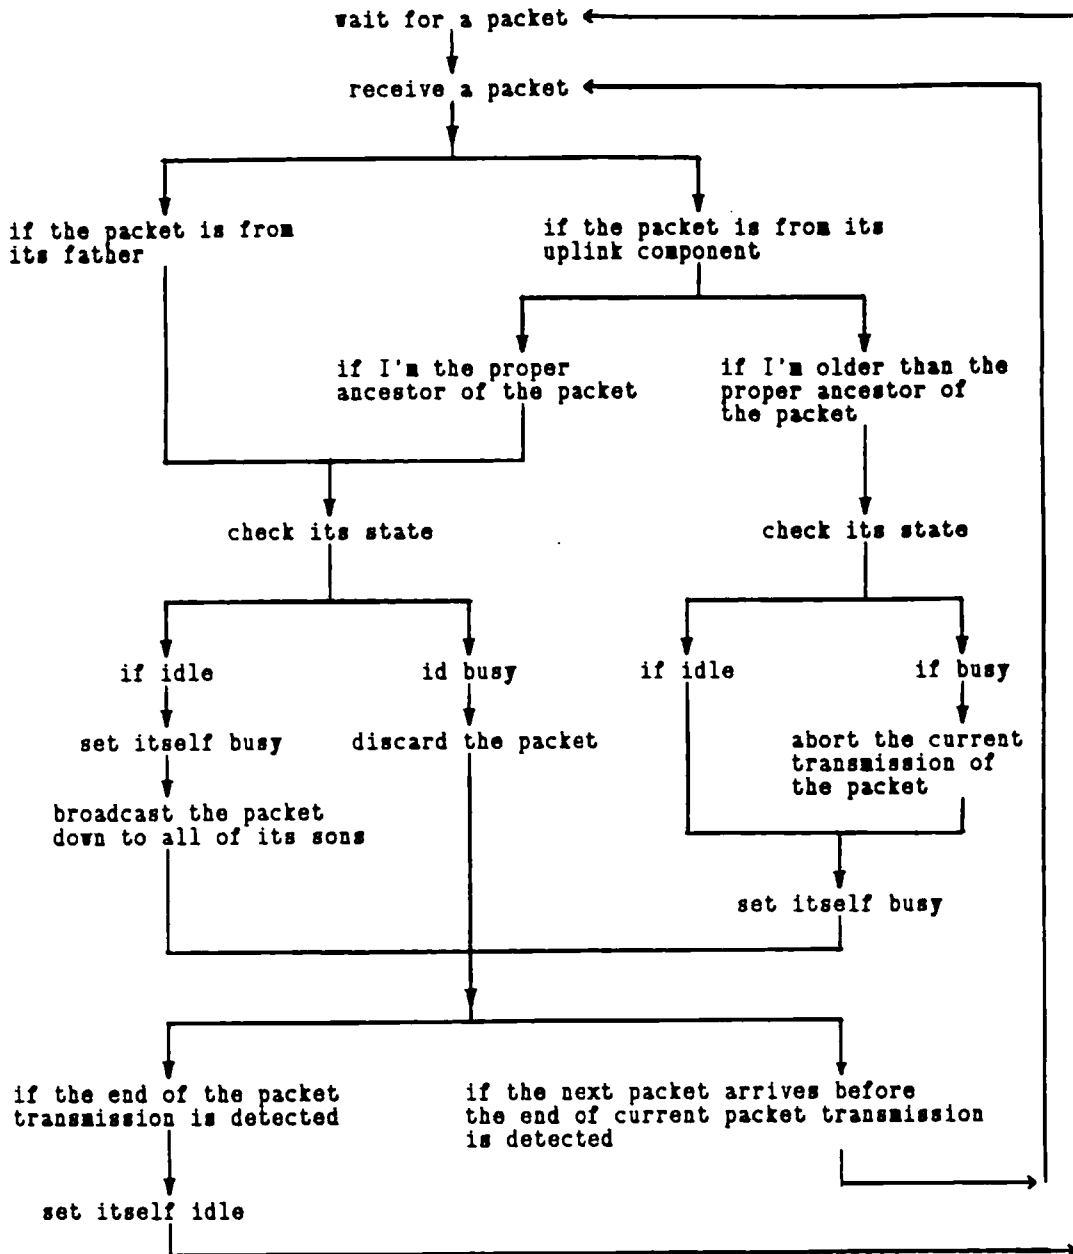 wait for a packet
receive a packet
if the packet is from
its father
if the packet is from its
uplink component
if I'm the proper
ancestor of the packet
if I'm older than the
proper ancestor of
the packet
check its state
check its state
if idle
id busy
if idle
if busy
set itself busy
discard the packet
abort the current
transmission of
the packet
broadcast the packet
down to all of its sons
set itself busy
if the end of the packet
transmission is detected
if the next packet arrives before
the end of current packet transmission
is detected
set itself idle